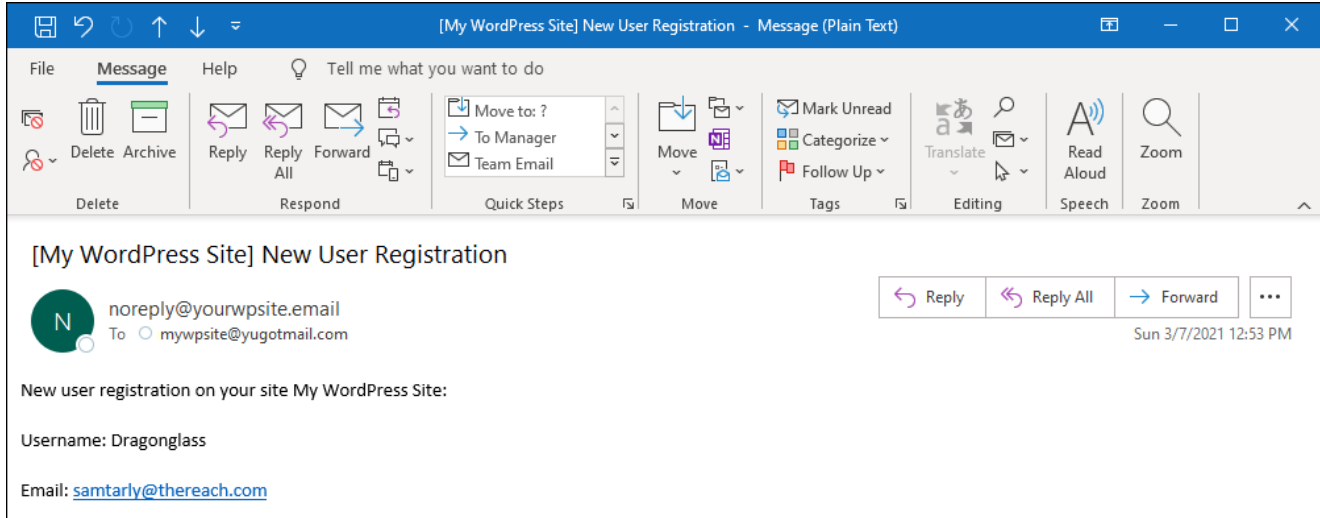 [My WordPress Site] New User Registration - Message (Plain Text)
File Message Help Tell me what you want to do
Delete Archive
Delete
Reply Reply All Forward
Respond
Move to: ?
To Manager
Team Email
Quick Steps
Move
Move
Mark Unread
Categorize
Follow Up
Tags
Translate
Editing
Read Aloud
Speech
Zoom
Zoom
[My WordPress Site] New User Registration
N
noreply@yourwpsite.email
To mywpsite@yugotmail.com
Reply Reply All Forward
Sun 3/7/2021 12:53 PM
New user registration on your site My WordPress Site:
Username: Dragonglass
Email: samtarly@thereach.com